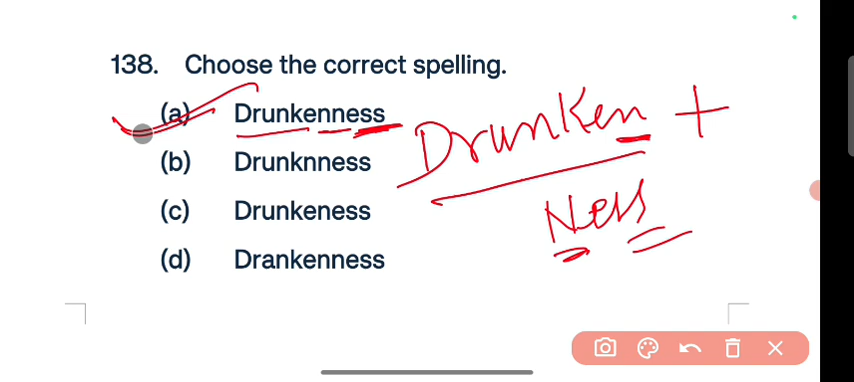 138. Choose the correct spelling.
(a) Drunkenness
(b) Drunknness
(c) Drunkeness
(d) Drankenness
Drunken +
Ness